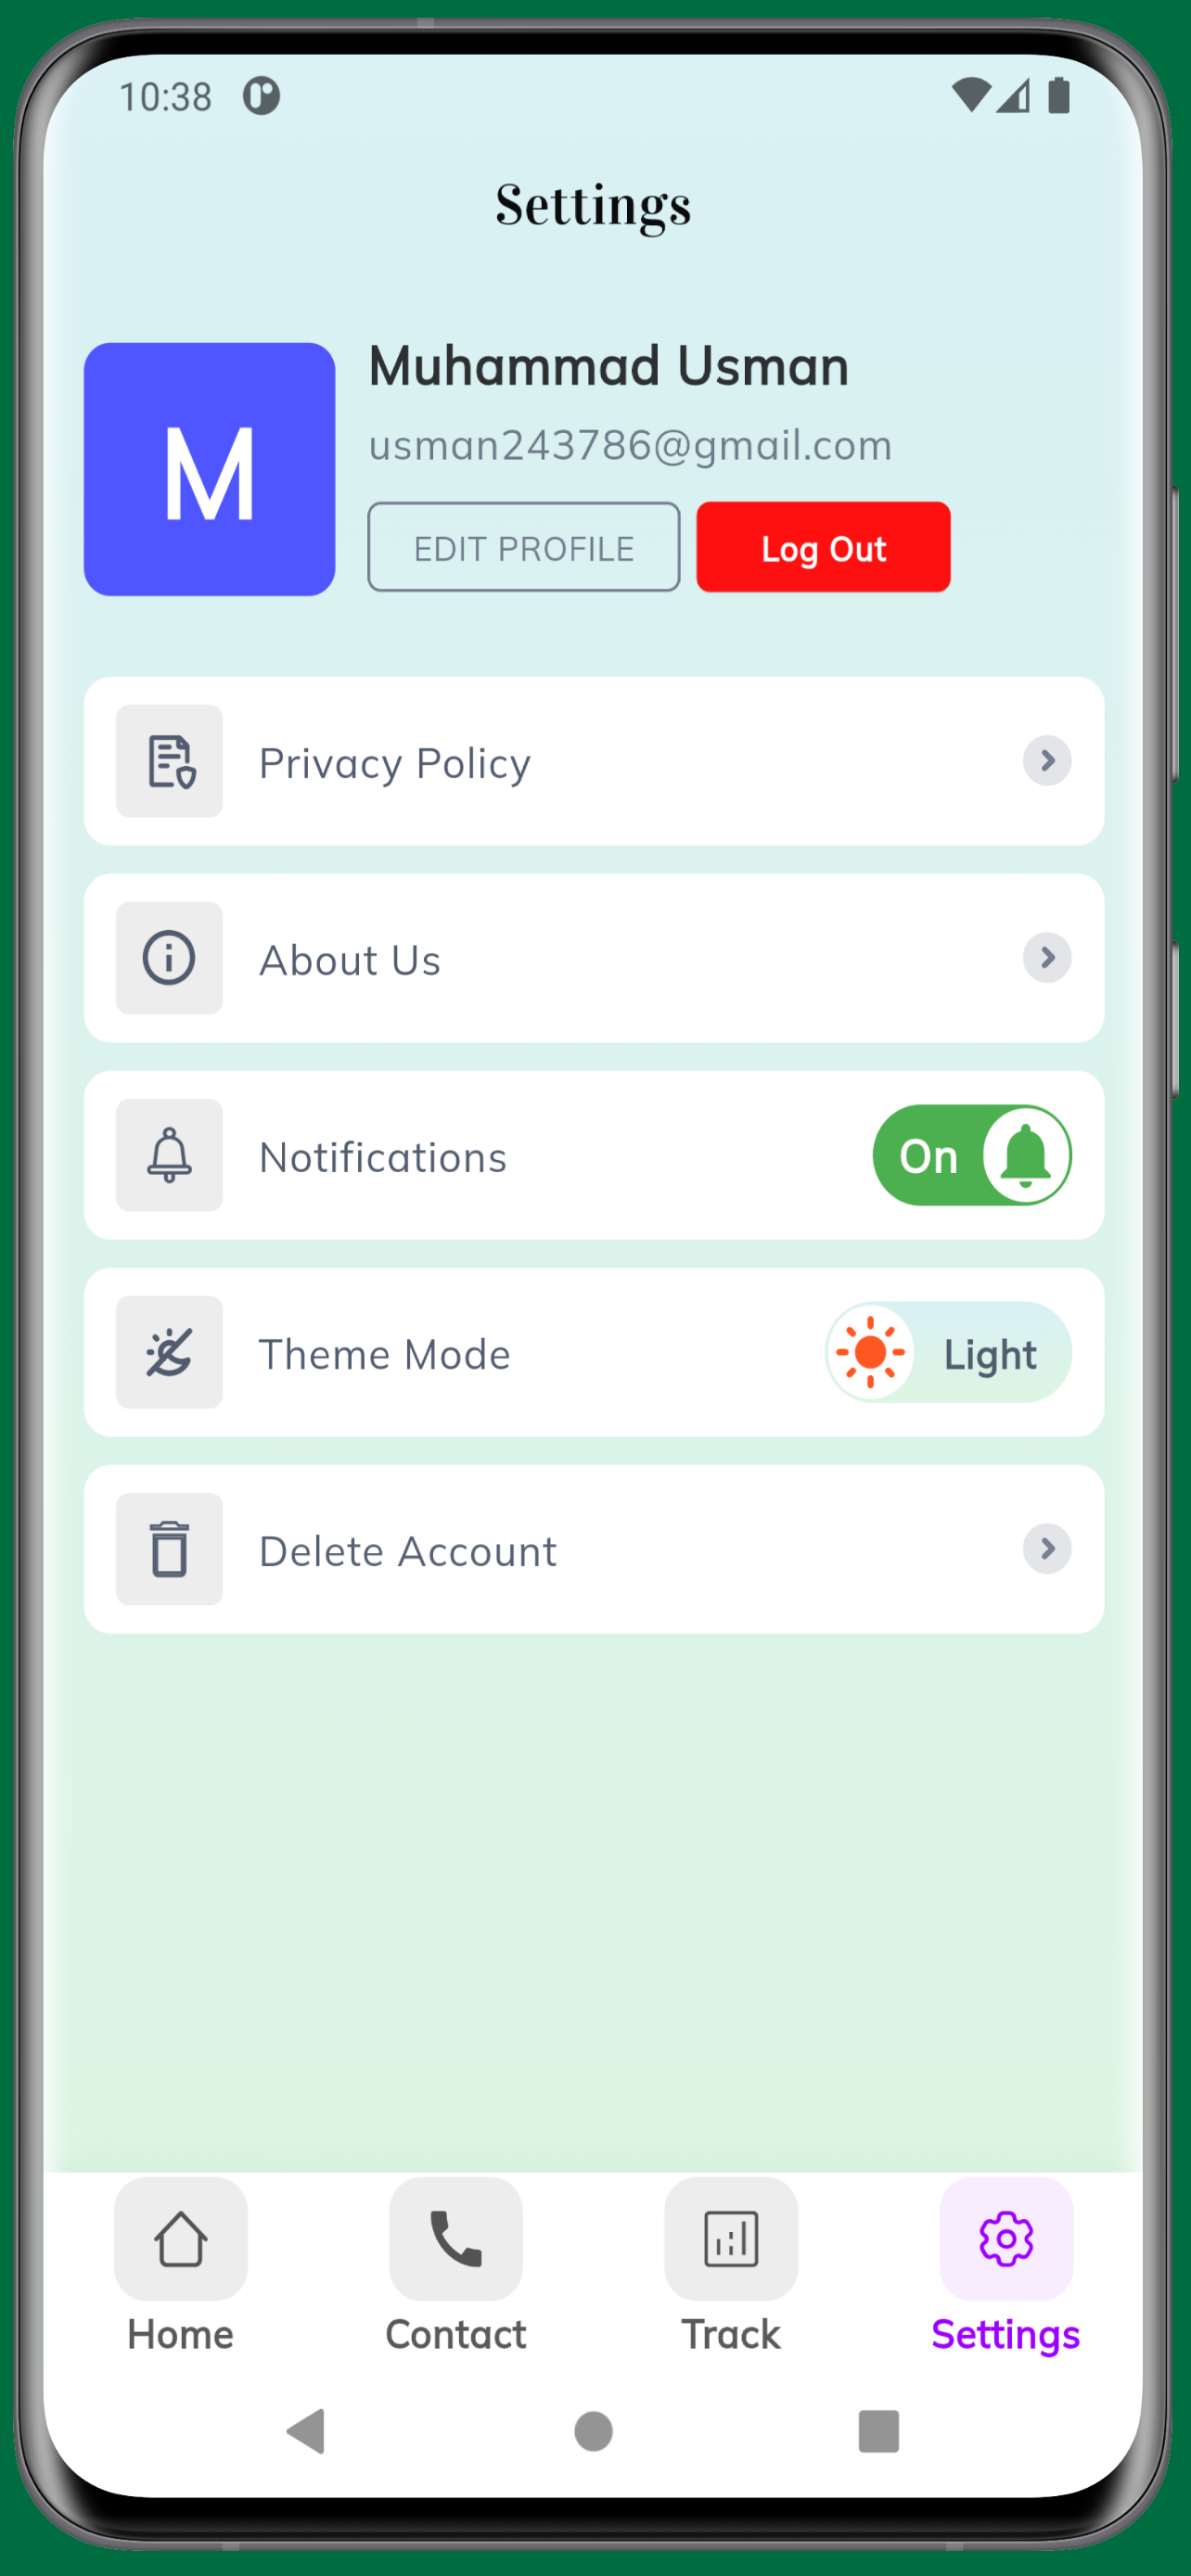 10:38
Settings
M
Muhammad Usman
usman243786@gmail.com
EDIT PROFILE
Log Out
Privacy Policy
About Us
Notifications
On
Theme Mode
Light
Delete Account
Home
Contact
Track
Settings